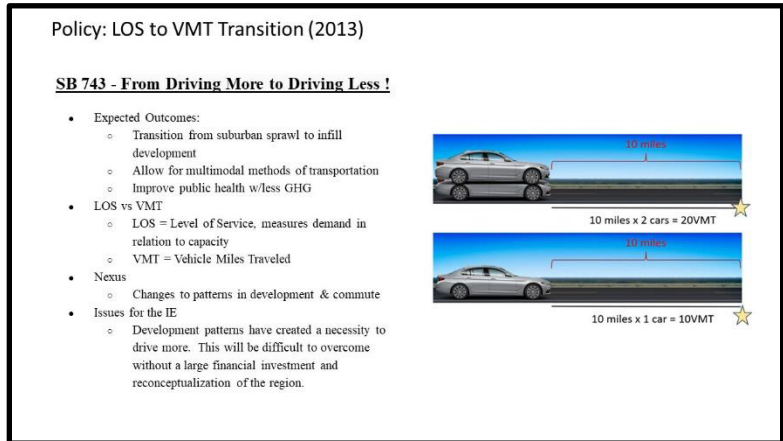 Policy: LOS to VMT Transition (2013)
SB 743 - From Driving More to Driving Less !
• Expected Outcomes:
○ Transition from suburban sprawl to infill
development
○ Allow for multimodal methods of transportation
○ Improve public health w/less GHG
• LOS vs VMT
○ LOS = Level of Service, measures demand in
relation to capacity
○ VMT = Vehicle Miles Traveled
• Nexus
○ Changes to patterns in development & commute
• Issues for the IE
○ Development patterns have created a necessity to
drive more. This will be difficult to overcome
without a large financial investment and
reconceptualization of the region.
10 miles
10 miles x 2 cars = 20VMT
10 miles
10 miles x 1 car = 10VMT